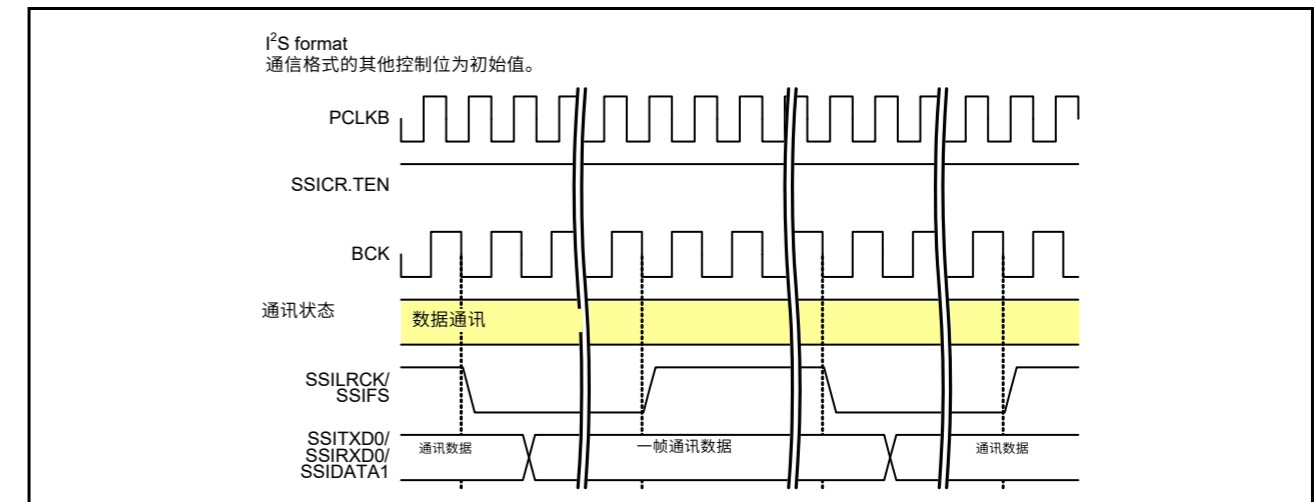 I²S format
通信格式的其他控制位为初始值。
PCLKB
SSICR.TEN
BCK
通讯状态
数据通讯
SSILRCK/
SSIFS
SSITXD0/
SSIRXD0/
SSIDATA1
通讯数据
一帧通讯数据
通讯数据